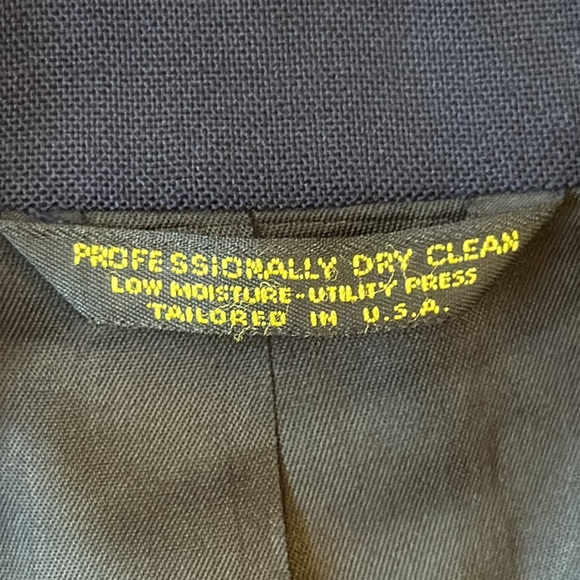 PROFESSIONALLY DRY CLEAN
LOW MOISTURE-UTILITY PRESS
TAILORED IN U.S.A.